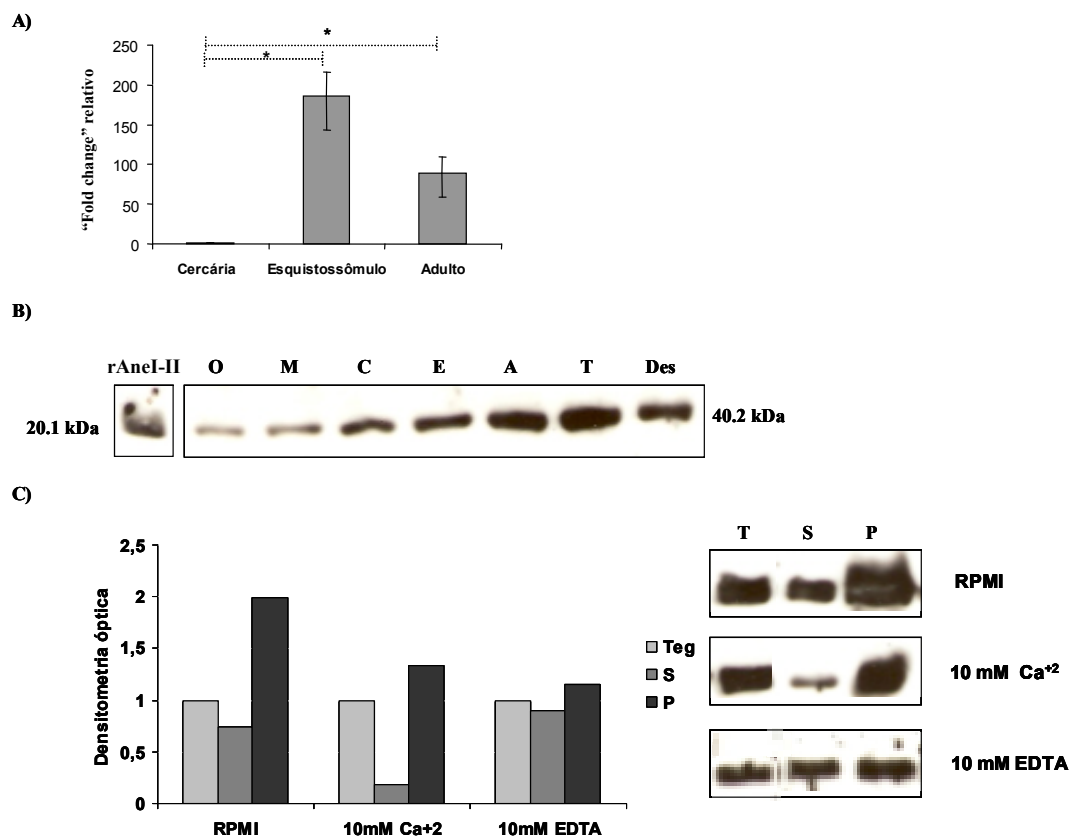 A)
“Fold change” relativo
250
200
150
100
50
0
*
*
Cercária Esquistossômulo Adulto
B)
rAneI-II O M C E A T Des
20.1 kDa
40.2 kDa
C)
Densitometria óptica
2,5
2
1,5
1
0,5
0
RPMI 10mM Ca+2 10mM EDTA
Teg
S
P
T S P
RPMI
10 mM Ca+2
10 mM EDTA